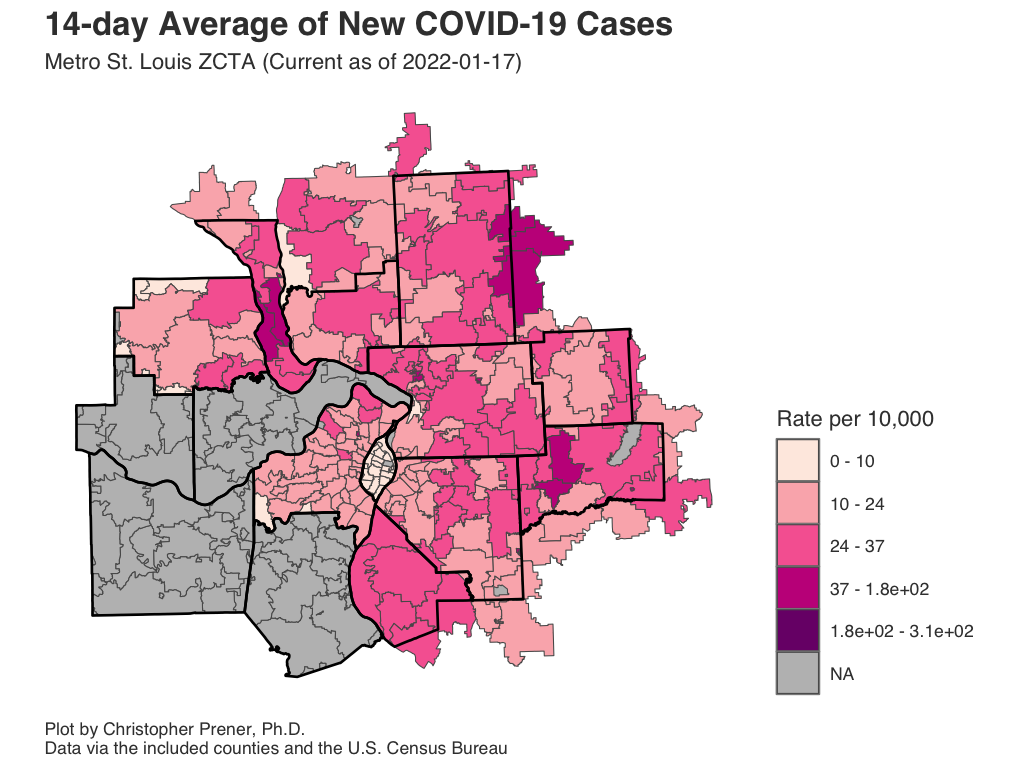 14-day Average of New COVID-19 Cases
Metro St. Louis ZCTA (Current as of 2022-01-17)
Rate per 10,000
0 - 10
10 - 24
24 - 37
37 - 1.8e+02
1.8e+02 - 3.1e+02
NA
Plot by Christopher Prener, Ph.D.
Data via the included counties and the U.S. Census Bureau